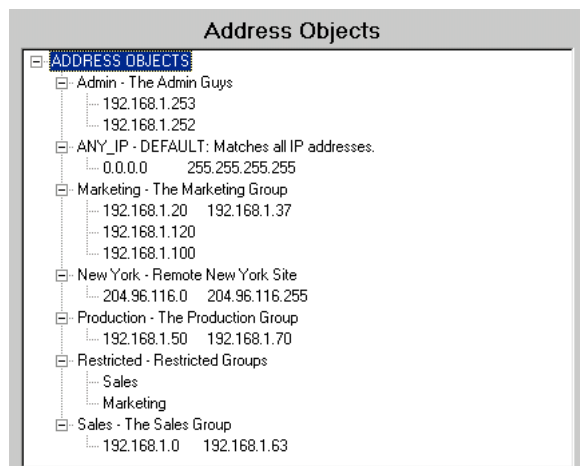 Address Objects
ADDRESS OBJECTS
Admin - The Admin Guys
192.168.1.253
192.168.1.252
ANY_IP - DEFAULT: Matches all IP addresses.
0.0.0.0 255.255.255.255
Marketing - The Marketing Group
192.168.1.20 192.168.1.37
192.168.1.120
192.168.1.100
New York - Remote New York Site
204.96.116.0 204.96.116.255
Production - The Production Group
192.168.1.50 192.168.1.70
Restricted - Restricted Groups
Sales
Marketing
Sales - The Sales Group
192.168.1.0 192.168.1.63